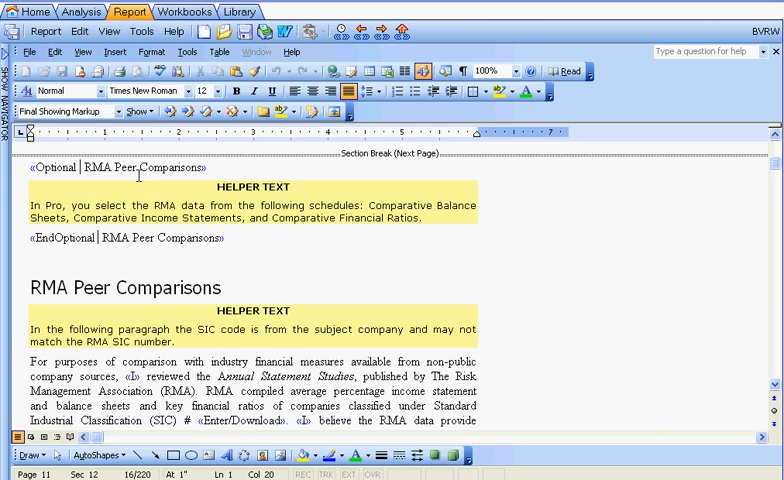 Home Analysis Report Workbooks Library
Report Edit View Tools Help BVRW
File Edit View Insert Format Tools Table Window Help Type a question for help
100% Read
Normal Times New Roman 12 B I U
Final Showing Markup Show
SHOW NAVIGATOR
1 2 3 4 5 7
Section Break (Next Page)
«Optional | RMA Peer Comparisons»
HELPER TEXT
In Pro, you select the RMA data from the following schedules: Comparative Balance
Sheets, Comparative Income Statements, and Comparative Financial Ratios.
«EndOptional | RMA Peer Comparisons»
RMA Peer Comparisons
HELPER TEXT
In the following paragraph the SIC code is from the subject company and may not
match the RMA SIC number.
For purposes of comparison with industry financial measures available from non-public
company sources, «I» reviewed the Annual Statement Studies, published by The Risk
Management Association (RMA). RMA compiled average percentage income statement
and balance sheets and key financial ratios of companies classified under Standard
Industrial Classification (SIC) # «Enter/Download». «I» believe the RMA data provide
Draw AutoShapes
Page 11 Sec 12 16/220 At 1" Ln 1 Col 20 REC TRK EXT OVR